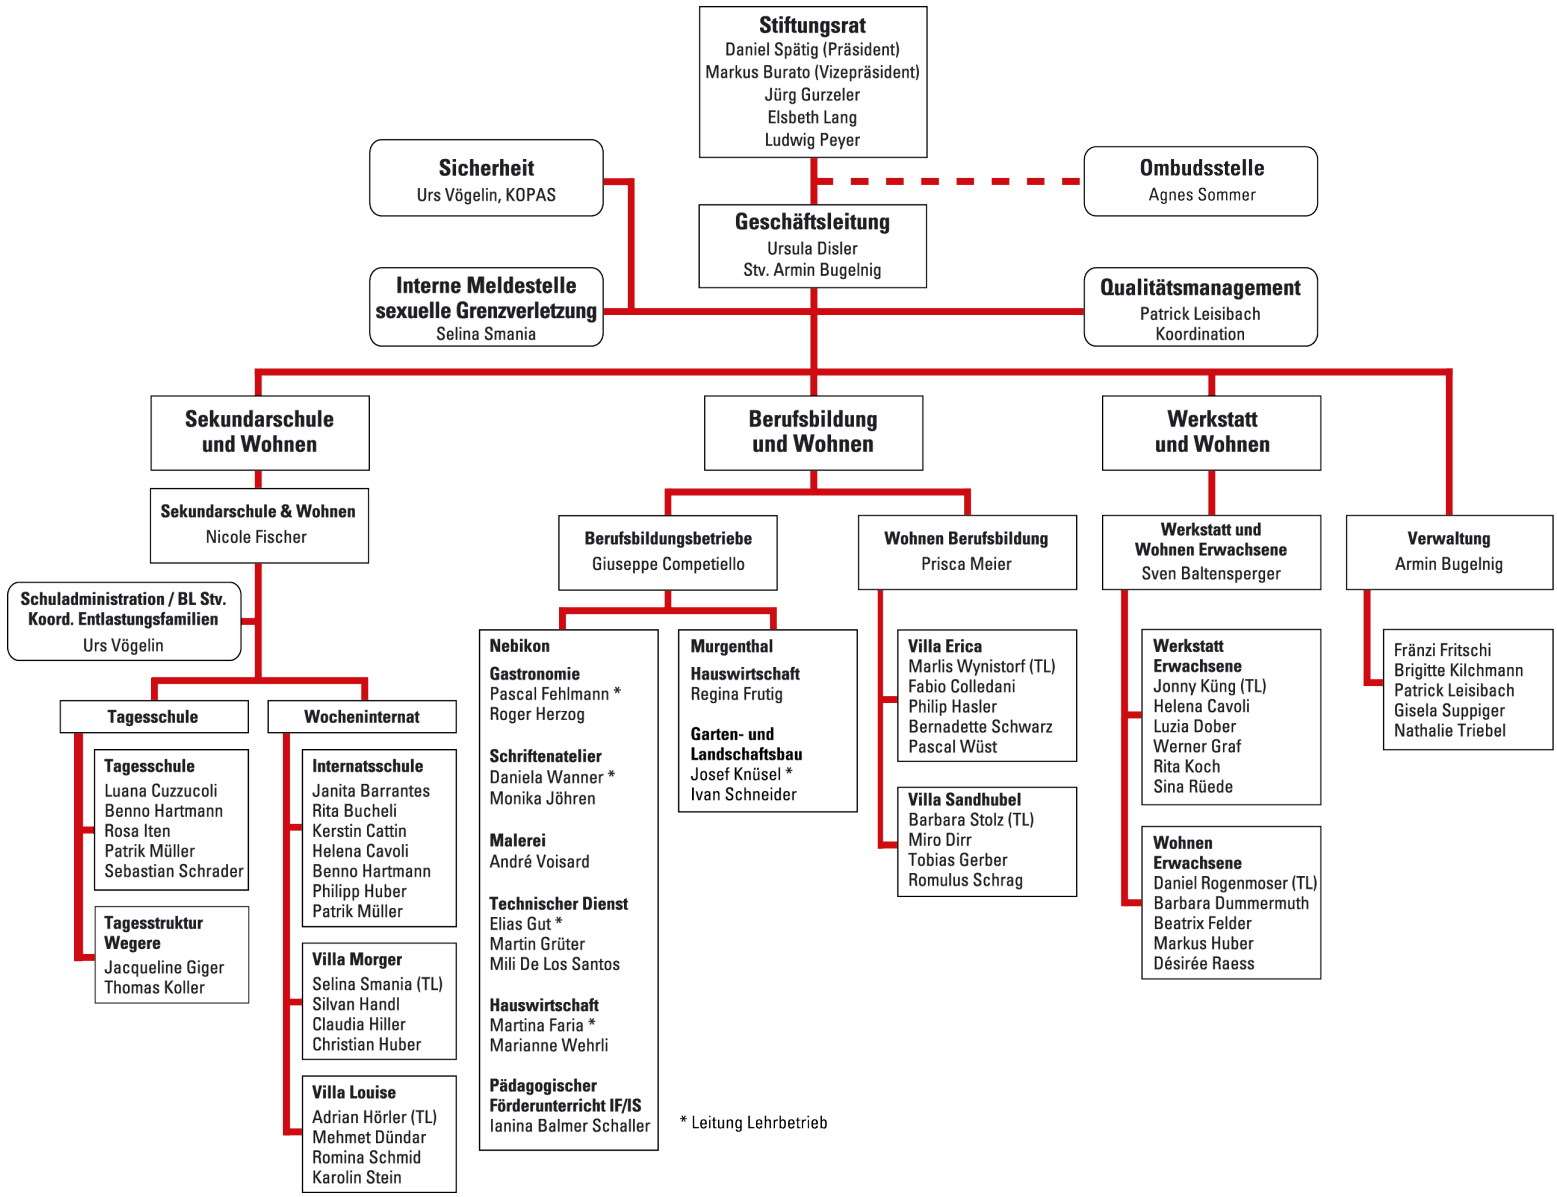 Stiftungsrat
Daniel Spätig (Präsident)
Markus Burato (Vizepräsident)
Jürg Gurzeler
Elsbeth Lang
Ludwig Peyer
Sicherheit
Urs Vögelin, KOPAS
Ombudsstelle
Agnes Sommer
Geschäftsleitung
Ursula Disler
Stv. Armin Bugelnig
Interne Meldestelle
sexuelle Grenzverletzung
Selina Smania
Qualitätsmanagement
Patrick Leisibach
Koordination
Sekundarschule
und Wohnen
Berufsbildung
und Wohnen
Werkstatt
und Wohnen
Sekundarschule & Wohnen
Nicole Fischer
Berufsbildungsbetriebe
Giuseppe Competiello
Wohnen Berufsbildung
Prisca Meier
Werkstatt und
Wohnen Erwachsene
Sven Baltensperger
Verwaltung
Armin Bugelnig
Schuladministration / BL Stv.
Koord. Entlastungsfamilien
Urs Vögelin
Tagesschule
Wocheninternat
Tagesschule
Luana Cuzzucoli
Benno Hartmann
Rosa Iten
Patrik Müller
Sebastian Schrader
Tagesstruktur
Wegere
Jacqueline Giger
Thomas Koller
Internatsschule
Janita Barrantes
Rita Bucheli
Kerstin Cattin
Helena Cavoli
Benno Hartmann
Philipp Huber
Patrik Müller
Villa Morger
Selina Smania (TL)
Silvan Handl
Claudia Hiller
Christian Huber
Villa Louise
Adrian Hörler (TL)
Mehmet Dündar
Romina Schmid
Karolin Stein
Nebikon
Gastronomie
Pascal Fehlmann *
Roger Herzog
Schriftenatelier
Daniela Wanner *
Monika Jöhren
Malerei
André Voisard
Technischer Dienst
Elias Gut *
Martin Grüter
Mili De Los Santos
Hauswirtschaft
Martina Faria *
Marianne Wehrli
Pädagogischer
Förderunterricht IF/IS
Ianina Balmer Schaller
Murgenthal
Hauswirtschaft
Regina Frutig
Garten- und
Landschaftsbau
Josef Knüsel *
Ivan Schneider
* Leitung Lehrbetrieb
Villa Erica
Marlis Wynistorf (TL)
Fabio Colledani
Philip Hasler
Bernadette Schwarz
Pascal Wüst
Villa Sandhubel
Barbara Stolz (TL)
Miro Dirr
Tobias Gerber
Romulus Schrag
Werkstatt
Erwachsene
Jonny Küng (TL)
Helena Cavoli
Luzia Dober
Werner Graf
Rita Koch
Sina Rüede
Wohnen
Erwachsene
Daniel Rogenmoser (TL)
Barbara Dummermuth
Beatrix Felder
Markus Huber
Désirée Raess
Fränzi Fritschi
Brigitte Kilchmann
Patrick Leisibach
Gisela Suppiger
Nathalie Triebel